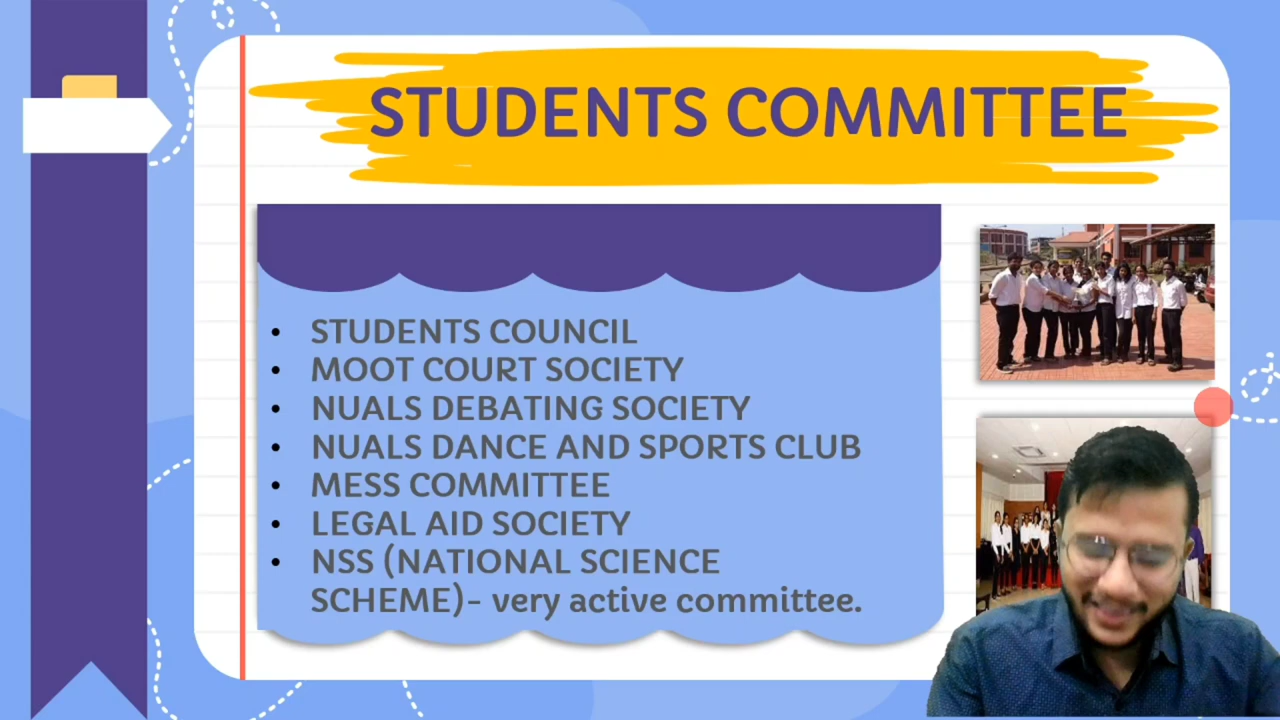 STUDENTS COMMITTEE
• STUDENTS COUNCIL
• MOOT COURT SOCIETY
• NUALS DEBATING SOCIETY
• NUALS DANCE AND SPORTS CLUB
• MESS COMMITTEE
• LEGAL AID SOCIETY
• NSS (NATIONAL SCIENCE
SCHEME)- very active committee.